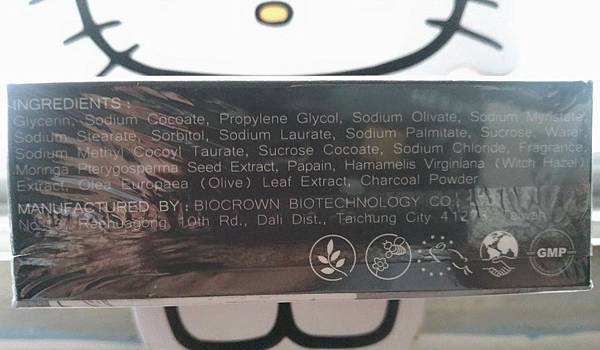 INGREDIENTS :
Glycerin, Sodium Cocoate, Propylene Glycol, Sodium Olivate, Sodium Myristate,
Sodium Stearate, Sorbitol, Sodium Laurate, Sodium Palmitate, Sucrose, Water,
Sodium Methyl Cocoyl Taurate, Sucrose Cocoate, Sodium Chloride, Fragrance,
Moringa Pterygosperma Seed Extract, Papain, Hamamelis Virginiana (Witch Hazel)
Extract, Olea Europaea (Olive) Leaf Extract, Charcoal Powder
MANUFACTURED BY : BIOCROWN BIOTECHNOLOGY CO.,
10th Rd., Dali Dist., Taichung City
GMP